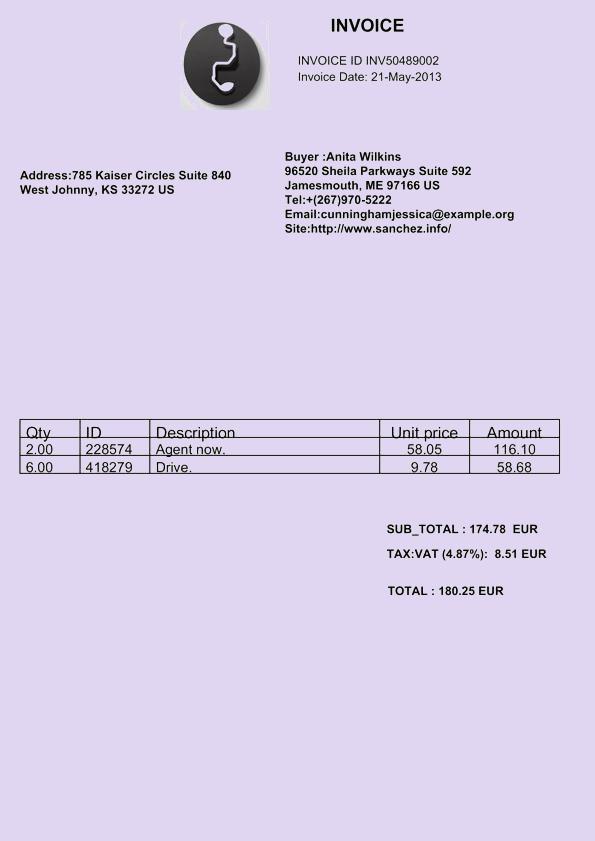 INVOICE
INVOICE ID INV50489002
Invoice Date: 21-May-2013
Address:785 Kaiser Circles Suite 840
West Johnny, KS 33272 US
Buyer :Anita Wilkins
96520 Sheila Parkways Suite 592
Jamesmouth, ME 97166 US
Tel:+(267)970-5222
Email:cunninghamjessica@example.org
Site:http://www.sanchez.info/
Qty ID Description Unit price Amount
2.00 228574 Agent now. 58.05 116.10
6.00 418279 Drive. 9.78 58.68
SUB_TOTAL : 174.78 EUR
TAX:VAT (4.87%): 8.51 EUR
TOTAL : 180.25 EUR